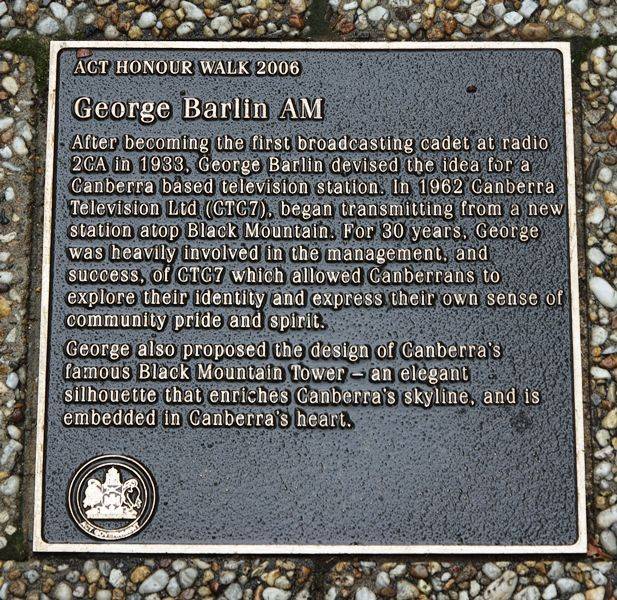 ACT HONOUR WALK 2006
George Barlin AM
After becoming the first broadcasting cadet at radio
2CA in 1933, George Barlin devised the idea for a
Canberra based television station. In 1962 Canberra
Television Ltd (CTC7), began transmitting from a new
station atop Black Mountain. For 30 years, George
was heavily involved in the management, and
success, of CTC7 which allowed Canberrans to
explore their identity and express their own sense of
community pride and spirit.
George also proposed the design of Canberra's
famous Black Mountain Tower – an elegant
silhouette that enriches Canberra's skyline, and is
embedded in Canberra's heart.
ACT GOVERNMENT